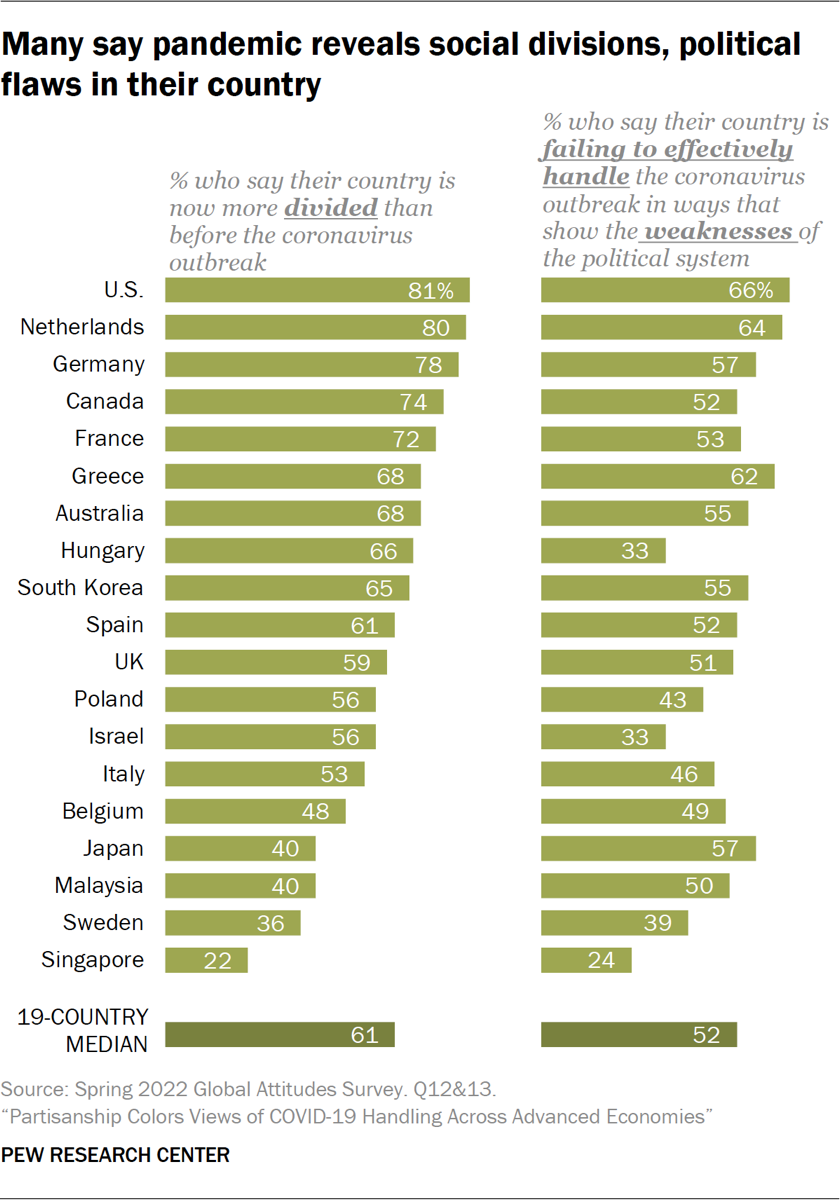 Many say pandemic reveals social divisions, political
flaws in their country
% who say their country is
now more divided than
before the coronavirus
outbreak
% who say their country is
failing to effectively
handle the coronavirus
outbreak in ways that
show the weaknesses of
the political system
U.S. 81% 66%
Netherlands 80 64
Germany 78 57
Canada 74 52
France 72 53
Greece 68 62
Australia 68 55
Hungary 66 33
South Korea 65 55
Spain 61 52
UK 59 51
Poland 56 43
Israel 56 33
Italy 53 46
Belgium 48 49
Japan 40 57
Malaysia 40 50
Sweden 36 39
Singapore 22 24
19-COUNTRY
MEDIAN 61 52
Source: Spring 2022 Global Attitudes Survey. Q12&13.
“Partisanship Colors Views of COVID-19 Handling Across Advanced Economies”
PEW RESEARCH CENTER